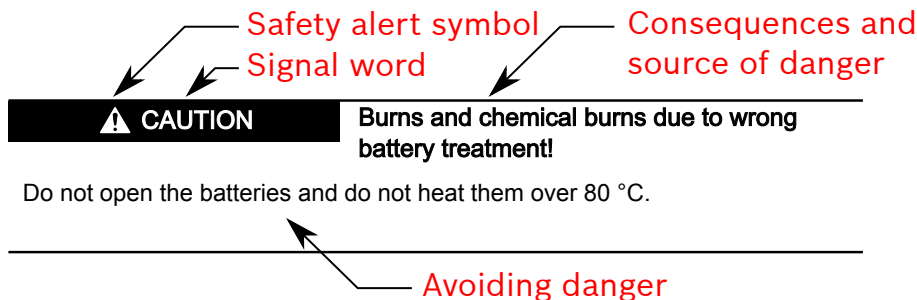 Safety alert symbol
Signal word
Consequences and
source of danger
CAUTION
Burns and chemical burns due to wrong
battery treatment!
Do not open the batteries and do not heat them over 80 °C.
Avoiding danger